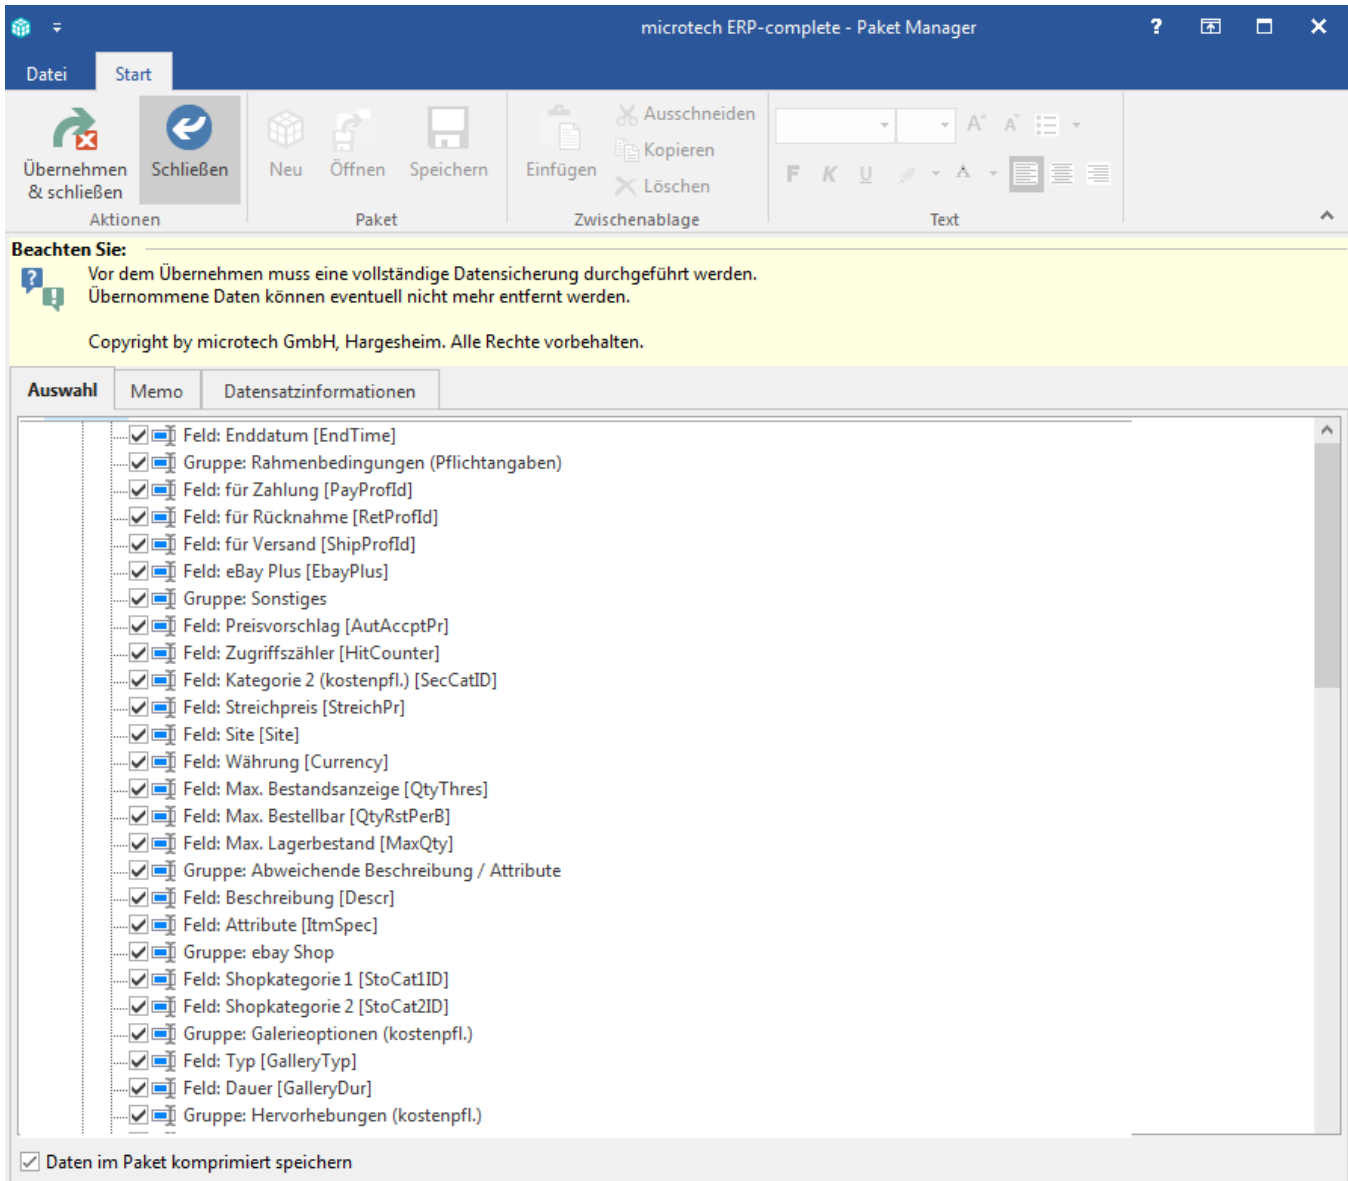 microtech ERP-complete - Paket Manager
?
Datei
Start
Übernehmen
& schließen
Schließen
Neu
Öffnen
Speichern
Einfügen
Ausschneiden
Kopieren
Löschen
A A
F K U A
Aktionen
Paket
Zwischenablage
Text
Beachten Sie:
Vor dem Übernehmen muss eine vollständige Datensicherung durchgeführt werden.
Übernommene Daten können eventuell nicht mehr entfernt werden.
Copyright by microtech GmbH, Hargesheim. Alle Rechte vorbehalten.
Auswahl
Memo
Datensatzinformationen
Feld: Enddatum [EndTime]
Gruppe: Rahmenbedingungen (Pflichtangaben)
Feld: für Zahlung [PayProfId]
Feld: für Rücknahme [RetProfId]
Feld: für Versand [ShipProfId]
Feld: eBay Plus [EbayPlus]
Gruppe: Sonstiges
Feld: Preisvorschlag [AutAccptPr]
Feld: Zugriffszähler [HitCounter]
Feld: Kategorie 2 (kostenpfl.) [SecCatID]
Feld: Streichpreis [StreichPr]
Feld: Site [Site]
Feld: Währung [Currency]
Feld: Max. Bestandsanzeige [QtyThres]
Feld: Max. Bestellbar [QtyRstPerB]
Feld: Max. Lagerbestand [MaxQty]
Gruppe: Abweichende Beschreibung / Attribute
Feld: Beschreibung [Descr]
Feld: Attribute [ItmSpec]
Gruppe: ebay Shop
Feld: Shopkategorie 1 [StoCat1ID]
Feld: Shopkategorie 2 [StoCat2ID]
Gruppe: Galerieoptionen (kostenpfl.)
Feld: Typ [GalleryTyp]
Feld: Dauer [GalleryDur]
Gruppe: Hervorhebungen (kostenpfl.)
Daten im Paket komprimiert speichern